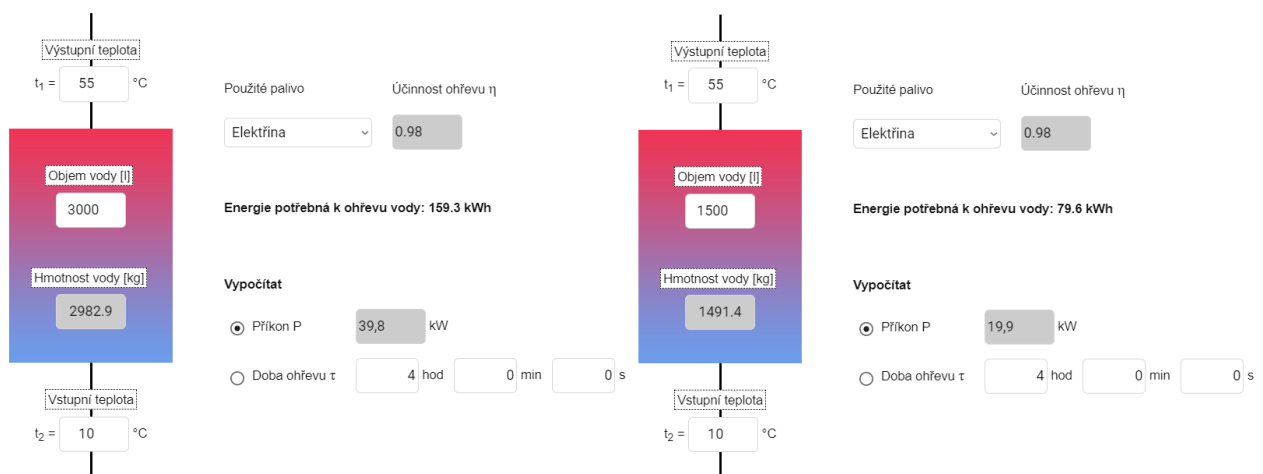 Výstupní teplota
t1 = 55 °C
Použité palivo Účinnost ohřevu η
Elektřina 0.98
Objem vody [l]
3000
Energie potřebná k ohřevu vody: 159.3 kWh
Hmotnost vody [kg]
2982.9
Vypočítat
Příkon P 39,8 kW
Doba ohřevu τ 4 hod 0 min 0 s
Vstupní teplota
t2 = 10 °C
Výstupní teplota
t1 = 55 °C
Použité palivo Účinnost ohřevu η
Elektřina 0.98
Objem vody [l]
1500
Energie potřebná k ohřevu vody: 79.6 kWh
Hmotnost vody [kg]
1491.4
Vypočítat
Příkon P 19,9 kW
Doba ohřevu τ 4 hod 0 min 0 s
Vstupní teplota
t2 = 10 °C